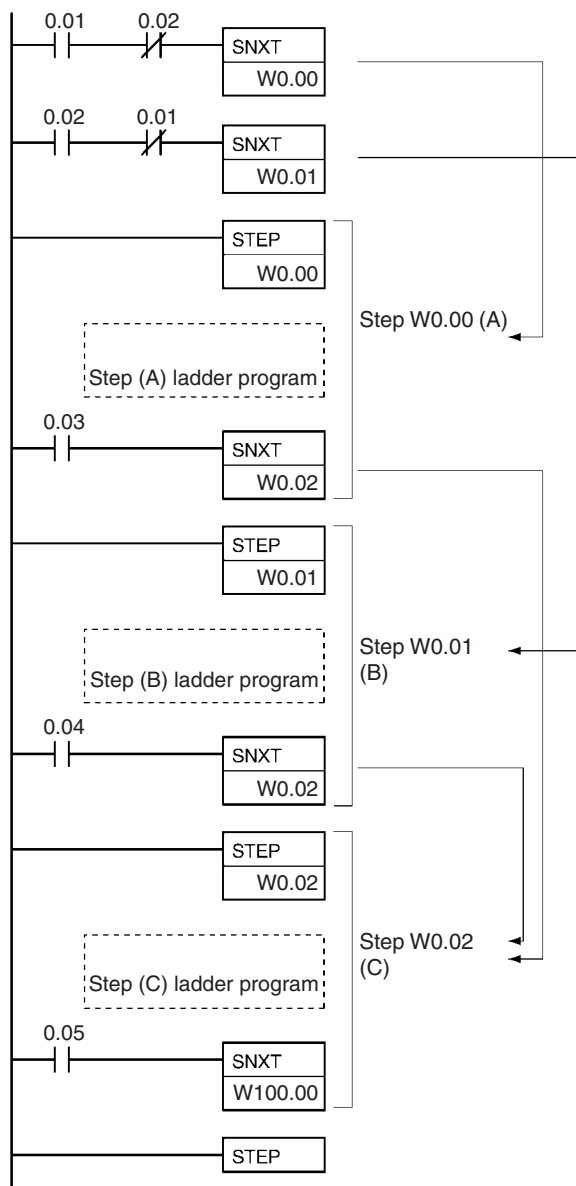 0.01 0.02
SNXT
W0.00
0.02 0.01
SNXT
W0.01
STEP
W0.00
Step W0.00 (A)
Step (A) ladder program
0.03
SNXT
W0.02
STEP
W0.01
Step W0.01
(B)
Step (B) ladder program
0.04
SNXT
W0.02
STEP
W0.02
Step W0.02
(C)
Step (C) ladder program
0.05
SNXT
W100.00
STEP